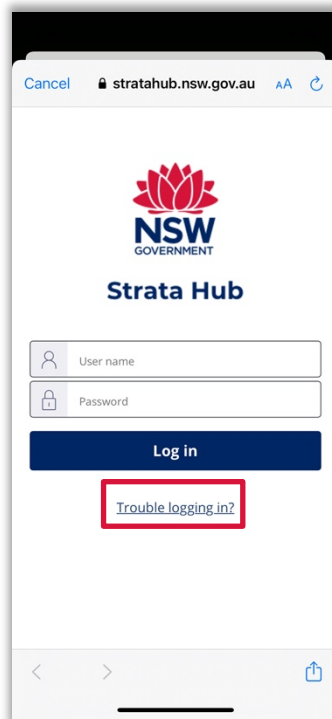 Cancel stratahub.nsw.gov.au AA
NSW
GOVERNMENT
Strata Hub
User name
Password
Log in
Trouble logging in?